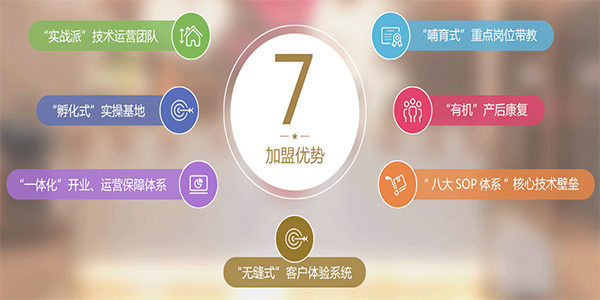 “实战派”技术运营团队
“孵化式”实操基地
“一体化”开业、运营保障体系
7
加盟优势
“哺育式”重点岗位带教
“有机”产后康复
“八大 SOP 体系“核心技术壁垒
“无缝式”客户体验系统